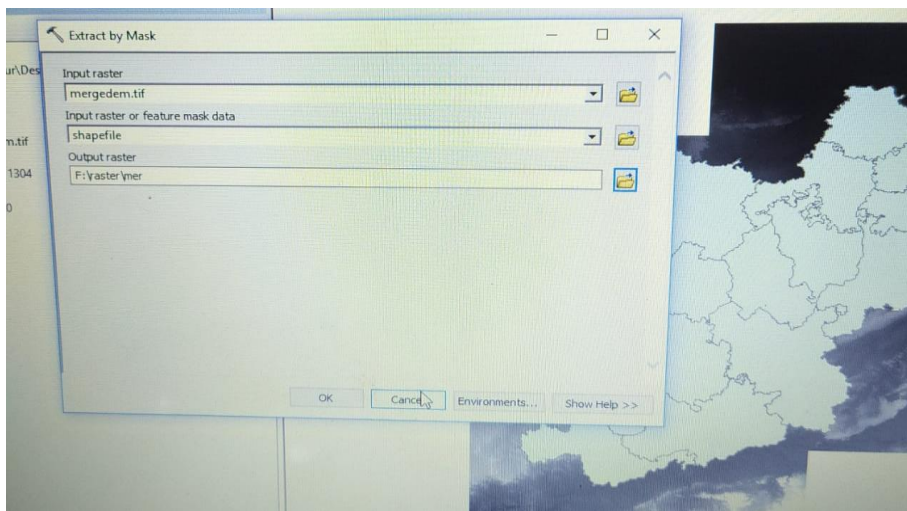 Extract by Mask
ur\Des
Input raster
mergedem.tif
Input raster or feature mask data
m.tif
shapefile
Output raster
1304
F:\raster\mer
0
OK
Cancel
Environments...
Show Help >>